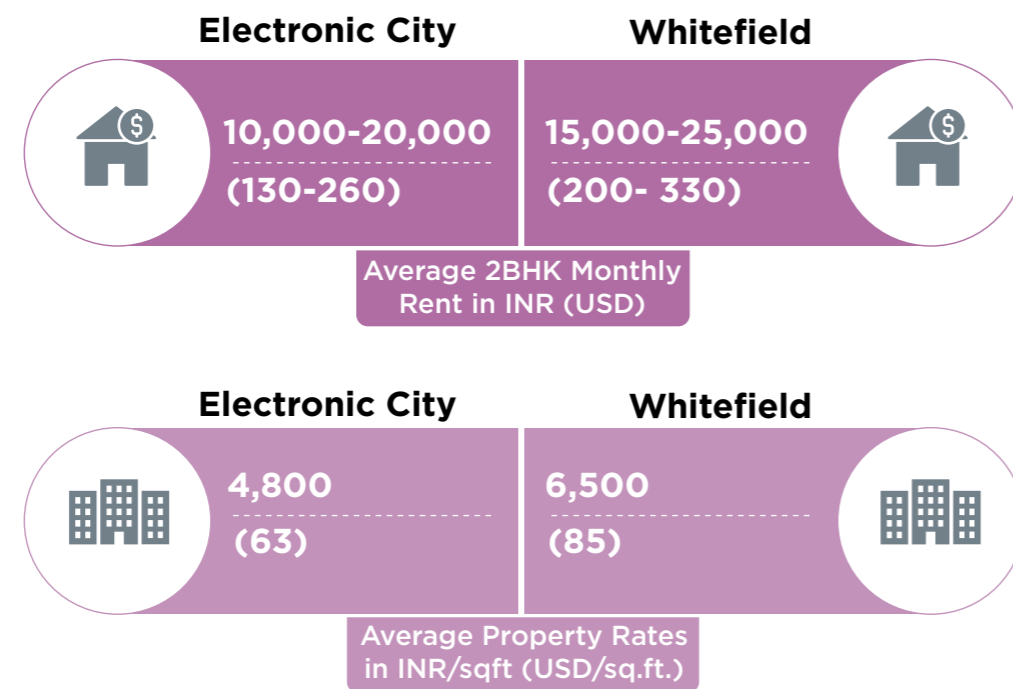 Electronic City
Whitefield
$
10,000-20,000
15,000-25,000
$
(130-260)
(200- 330)
Average 2BHK Monthly
Rent in INR (USD)
Electronic City
Whitefield
4,800
6,500
(63)
(85)
Average Property Rates
in INR/sqft (USD/sq.ft.)